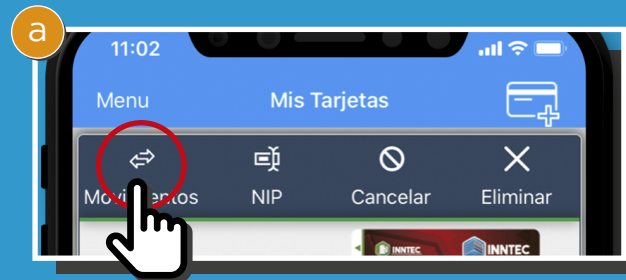 a
11:02
Menu Mis Tarjetas
NIP Cancelar Eliminar
INNTEC INNTEC